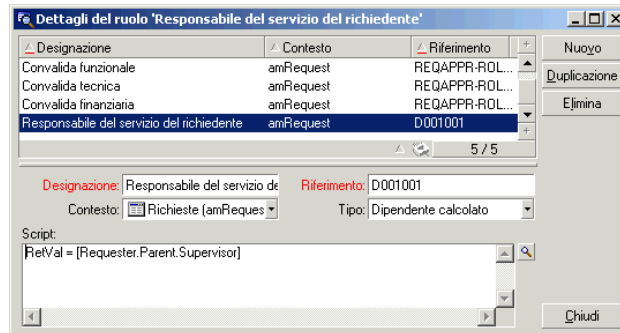 Dettagli del ruolo 'Responsabile del servizio del richiedente'
Designazione Contesto Riferimento
Convalida funzionale amRequest REQAPPR-ROL...
Convalida tecnica amRequest REQAPPR-ROL...
Convalida finanziaria amRequest REQAPPR-ROL...
Responsabile del servizio del richiedente amRequest D001001
5/5
Nuovo
Duplicazione
Elimina
Designazione: Responsabile del servizio de Riferimento: D001001
Contesto: Richieste (amReques Tipo: Dipendente calcolato
Script:
RetVal = [Requester.Parent.Supervisor]
Chiudi